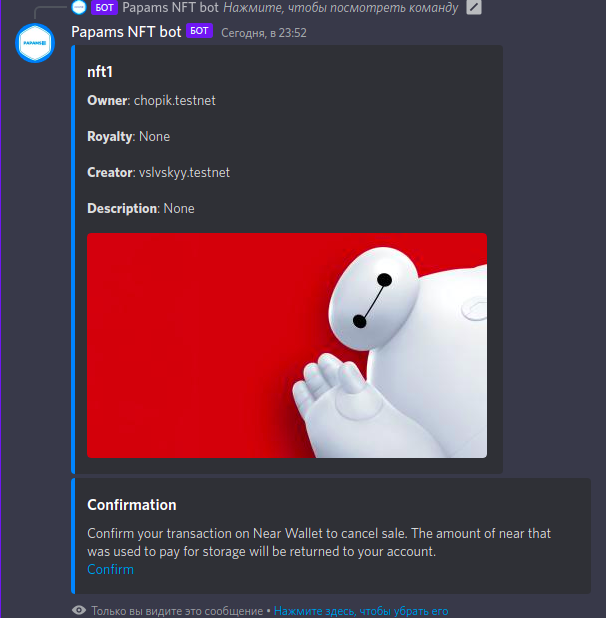 БОТ Papams NFT bot Нажмите, чтобы посмотреть команду
PAPAMS
Papams NFT bot БОТ Сегодня, в 23:52
nft1
Owner: chopik.testnet
Royalty: None
Creator: vslvskyy.testnet
Description: None
Confirmation
Confirm your transaction on Near Wallet to cancel sale. The amount of near that
was used to pay for storage will be returned to your account.
Confirm
Только вы видите это сообщение • Нажмите здесь, чтобы убрать его